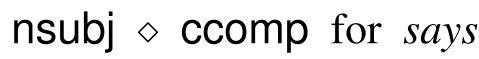 nsubj ⋄ ccomp for says